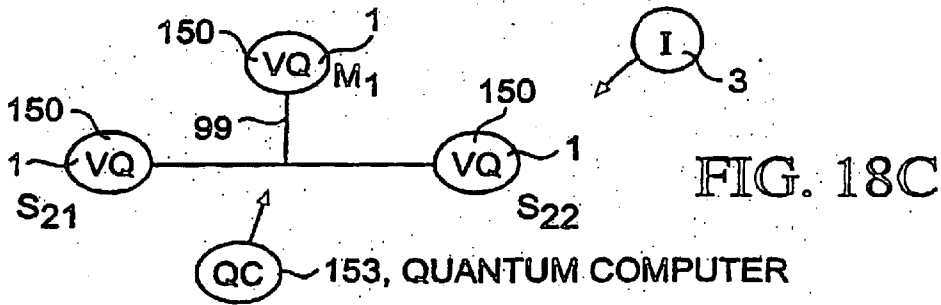 150 1
VQ M1 I
3
150 99 150
1 VQ VQ 1
S21 S22
FIG. 18C
QC 153, QUANTUM COMPUTER